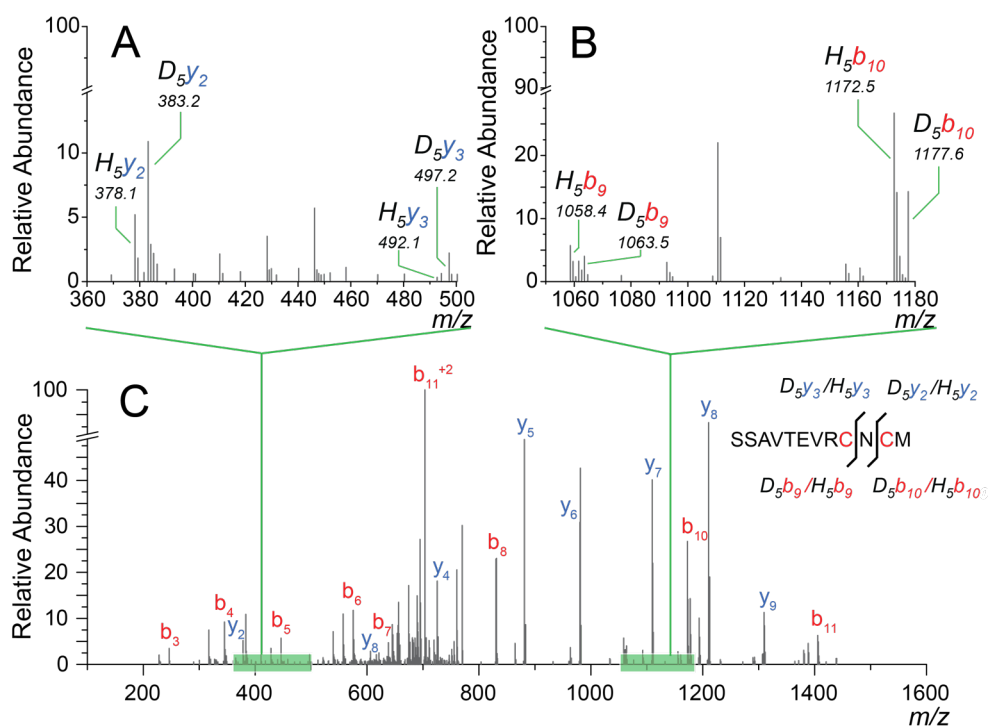 A
Relative Abundance
100
10
5
0
D5y2
383.2
H5y2
378.1
D5y3
497.2
H5y3
492.1
360 380 400 420 440 460 480 500
m/z
B
Relative Abundance
100
90
20
10
0
H5b10
1172.5
D5b10
1177.6
H5b9
1058.4
D5b9
1063.5
1060 1080 1100 1120 1140 1160 1180
m/z
C
Relative Abundance
100
40
30
20
10
0
b11+2
y8
y5
y7
y6
b10
b8
y4
b6
b4
y2
b5
b7
b3
y8
y9
b11
D5y3/H5y3 D5y2/H5y2
SSAVTEVRCNCM
D5b9/H5b9 D5b10/H5b10
200 400 600 800 1000 1200 1400 1600
m/z